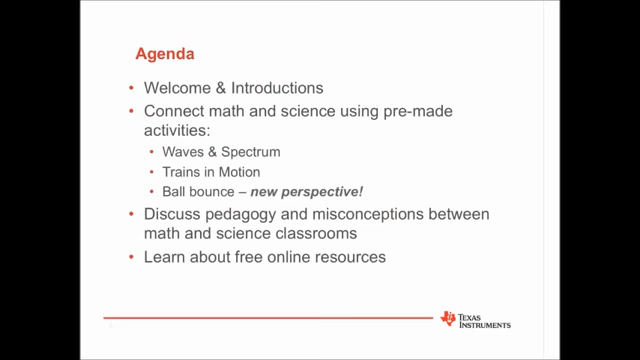 Agenda
• Welcome & Introductions
• Connect math and science using pre-made
activities:
• Waves & Spectrum
• Trains in Motion
• Ball bounce – new perspective!
• Discuss pedagogy and misconceptions between
math and science classrooms
• Learn about free online resources
TEXAS
INSTRUMENTS